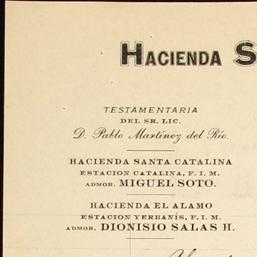 HACIENDA S
TESTAMENTARIA
DEL SR. LIC.
D. Pablo Martínez del Río.
HACIENDA SANTA CATALINA
ESTACION CATALINA, F. I. M.
ADMOR. MIGUEL SOTO.
HACIENDA EL ALAMO
ESTACION YERBANÍS, F. I. M.
ADMOR. DIONISIO SALAS H.